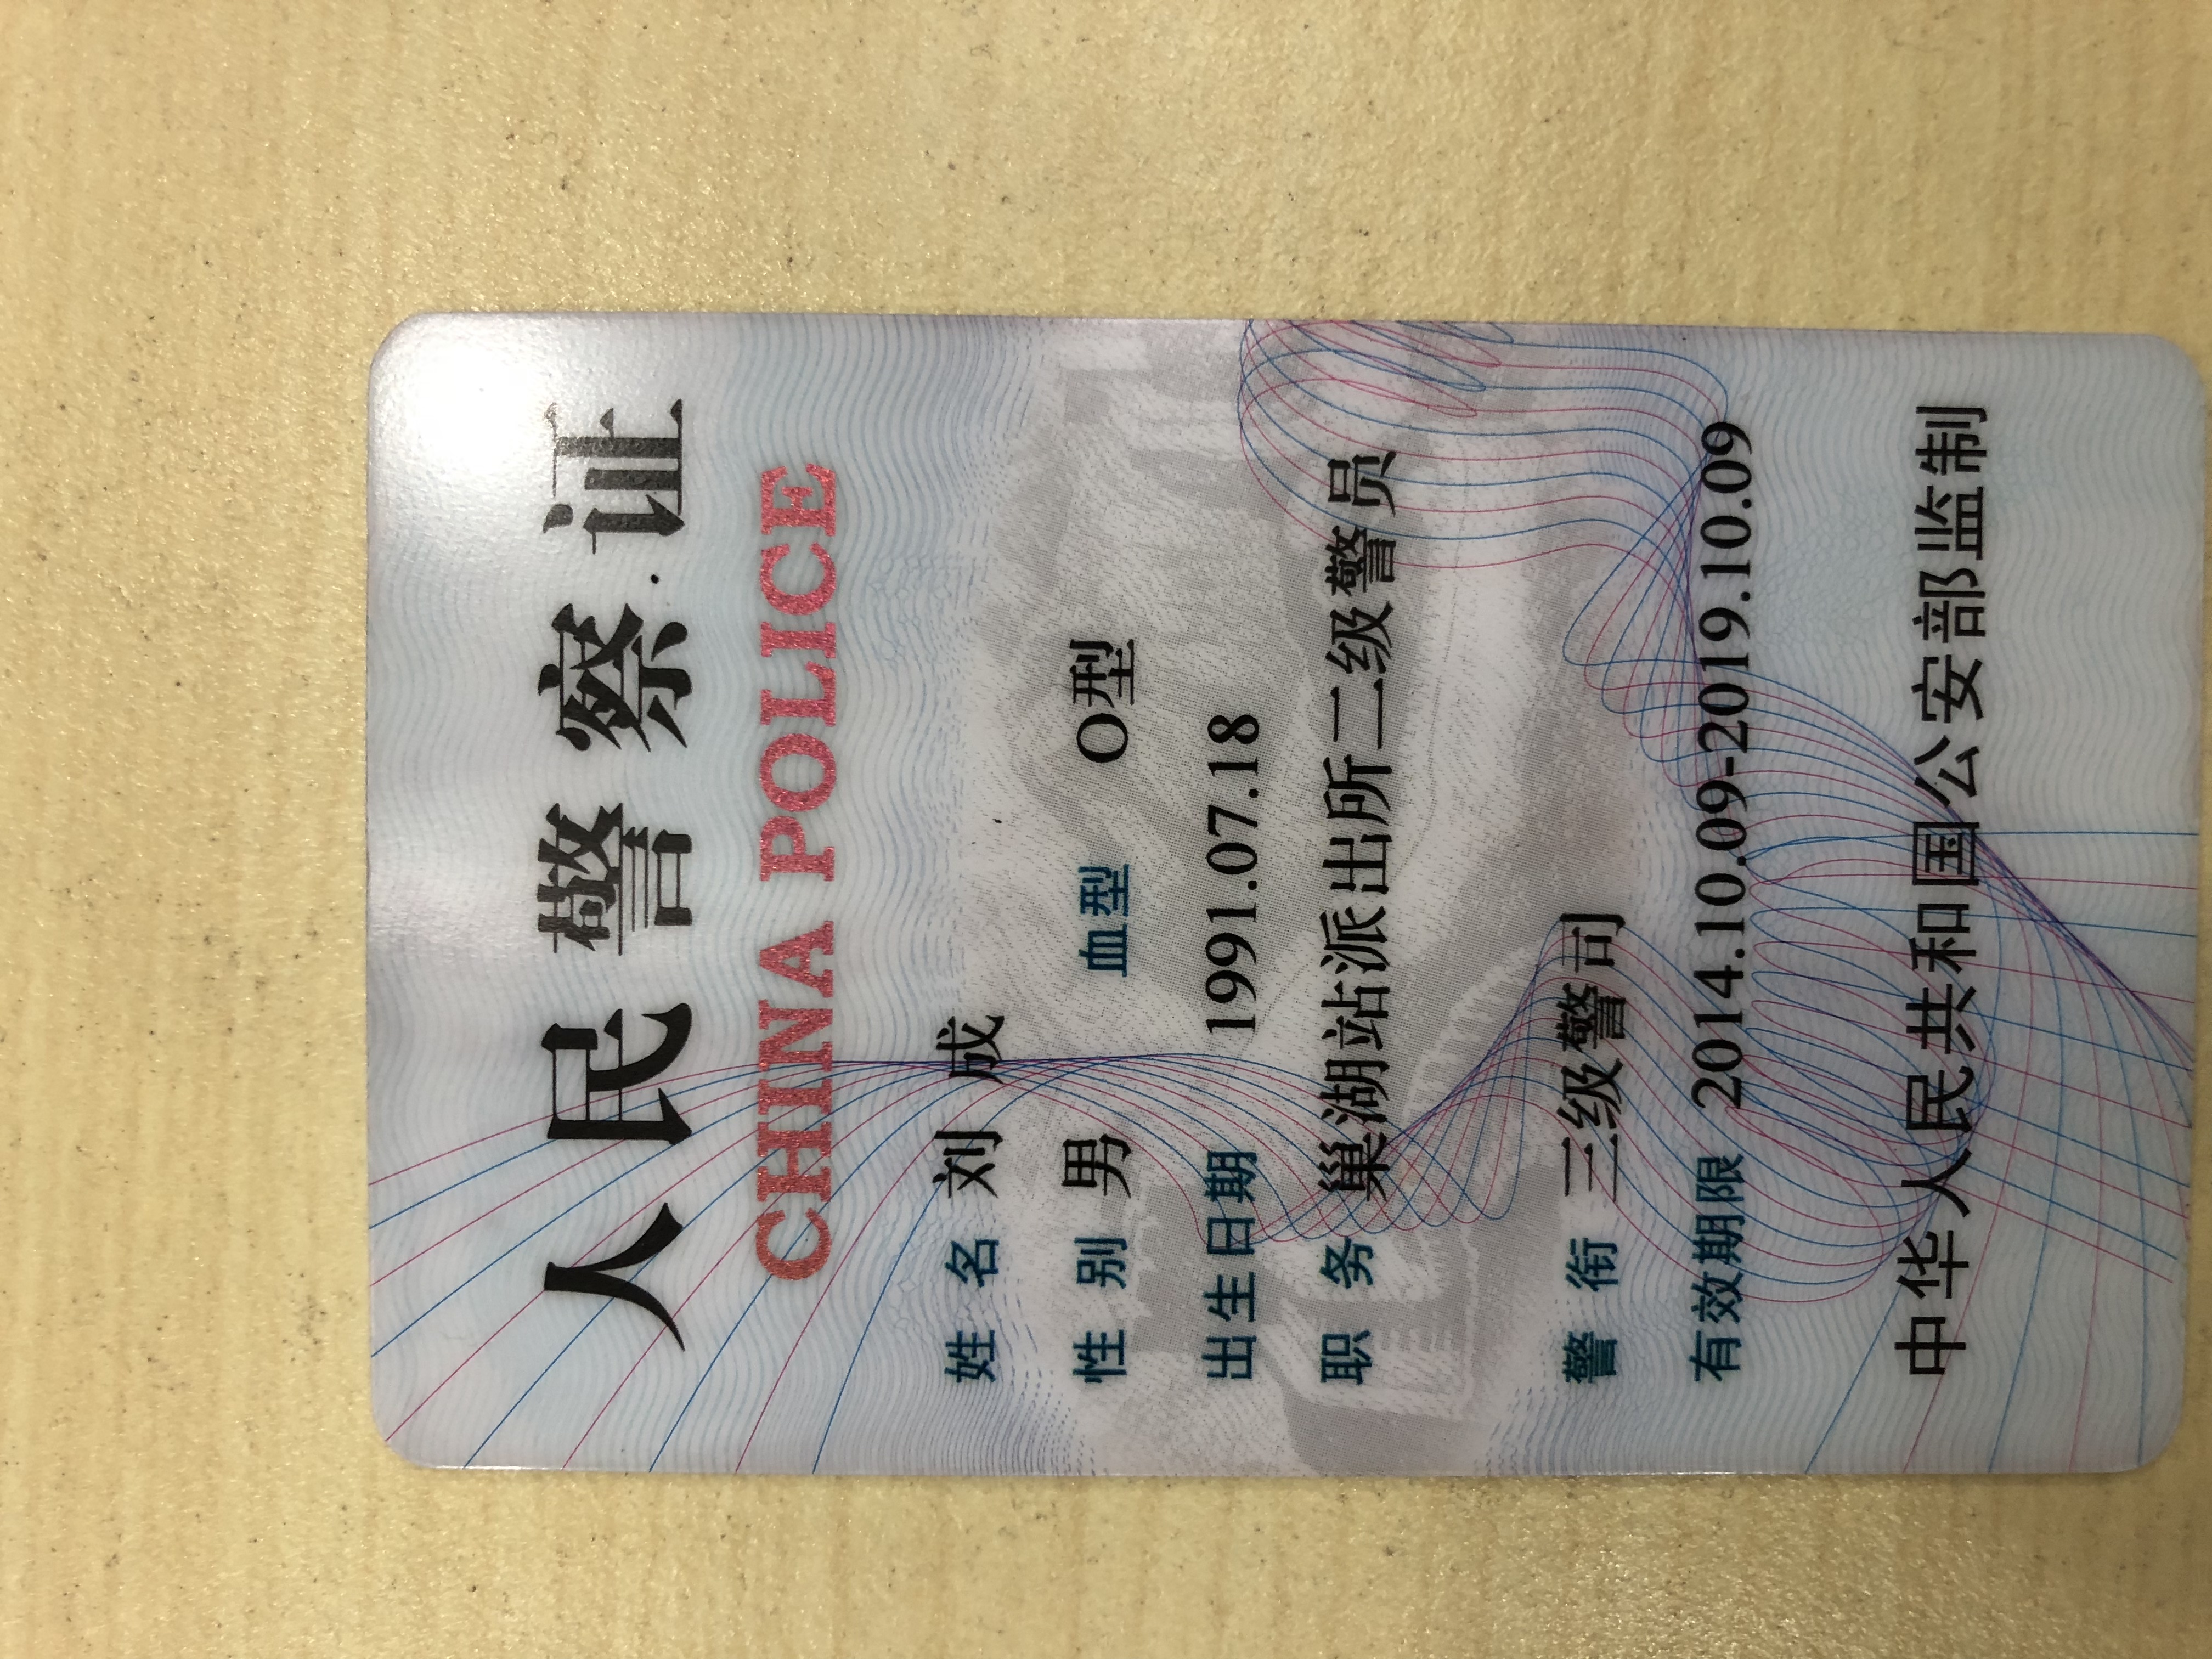 人民警察证
CHINA POLICE
姓名 刘成
性别 男 血型 O型
出生日期 1991.07.18
职务 巢湖站派出所二级警员
警衔 三级警司
有效期限 2014.10.09-2019.10.09
中华人民共和国公安部监制